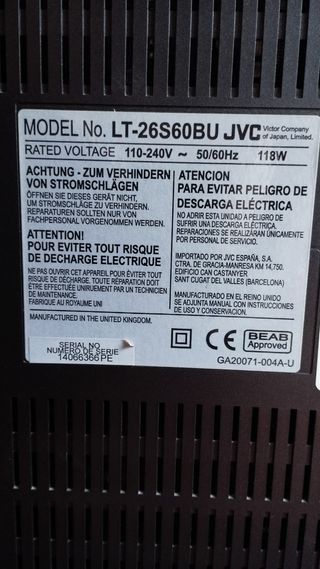 MODEL No. LT-26S60BU JVC Victor Company of Japan, Limited.
RATED VOLTAGE 110-240V ~ 50/60Hz 118W
ACHTUNG - ZUM VERHINDERN
VON STROMSCHLÄGEN
ÖFFNEN SIE DIESES GERÄT NICHT,
UM STROMSCHLÄGE ZU VERHINDERN.
REPARATUREN SOLLTEN NUR VON
FACHPERSONAL VORGENOMMEN WERDEN.
ATTENTION!
POUR EVITER TOUT RISQUE
DE DECHARGE ELECTRIQUE
NE PAS OUVRIR CET APPAREIL POUR ÉVITER TOUT
RISQUE DE DÉCHARGE. TOUTE RÉPARATION DOIT
ÊTRE EFFECTUÉE UNIQUEMENT PAR UN TECHNICIEN
DE MAINTENANCE.
FABRIQUÉ AU ROYAUME UNI
MANUFACTURED IN THE UNITED KINGDOM.
SERIAL NO
NUMERO DE SERIE
14066366PE
ATENCION
PARA EVITAR PELIGRO DE
DESCARGA ELÉCTRICA
NO ADRIR ESTA UNIDAD A PELIGRO DE
SUFRIR UNA DESCARGA ELÉCTRICA.
REPARACIONES SE REALIZARÁN ÚNICAMENTE
POR PERSONAL DE SERVICIO.
IMPORTADO POR JVC ESPAÑA, S.A.
CTRA. DE GRACIA-MANRESA KM 14,750.
EDIFICIO CAN CASTANYER
SANT CUGAT DEL VALLES (BARCELONA)
MANUFACTURADO EN EL REINO UNIDO
SE ADJUNTA MANUAL CON INSTRUCCIONES
DE USO Y SEGURIDAD.
CE
BEAB
Approved
GA20071-004A-U